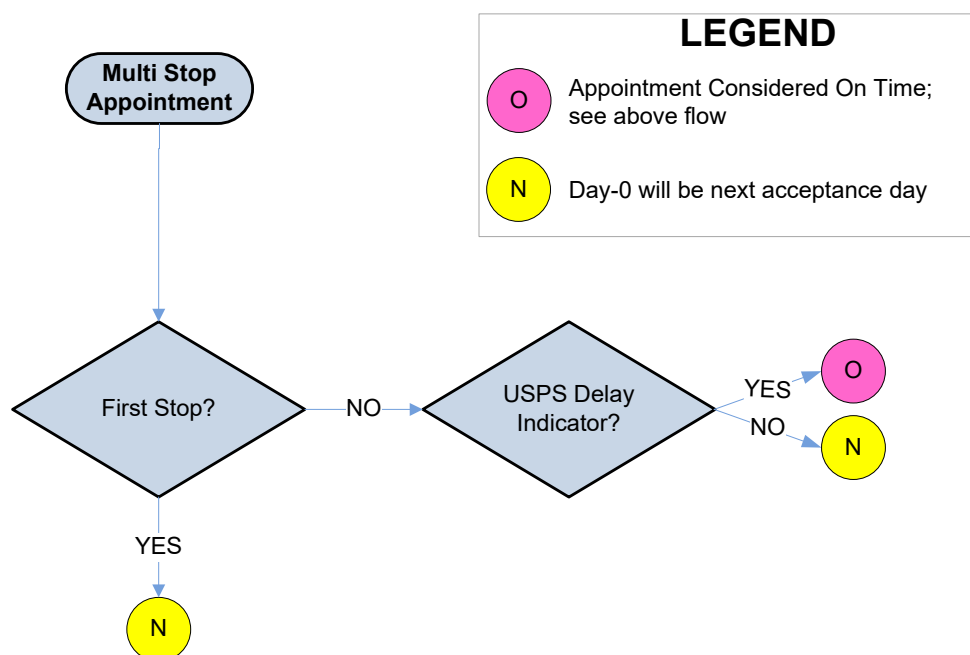 LEGEND
Multi Stop
Appointment
O
Appointment Considered On Time;
see above flow
N
Day-0 will be next acceptance day
First Stop?
NO
USPS Delay
Indicator?
YES
O
NO
N
YES
N